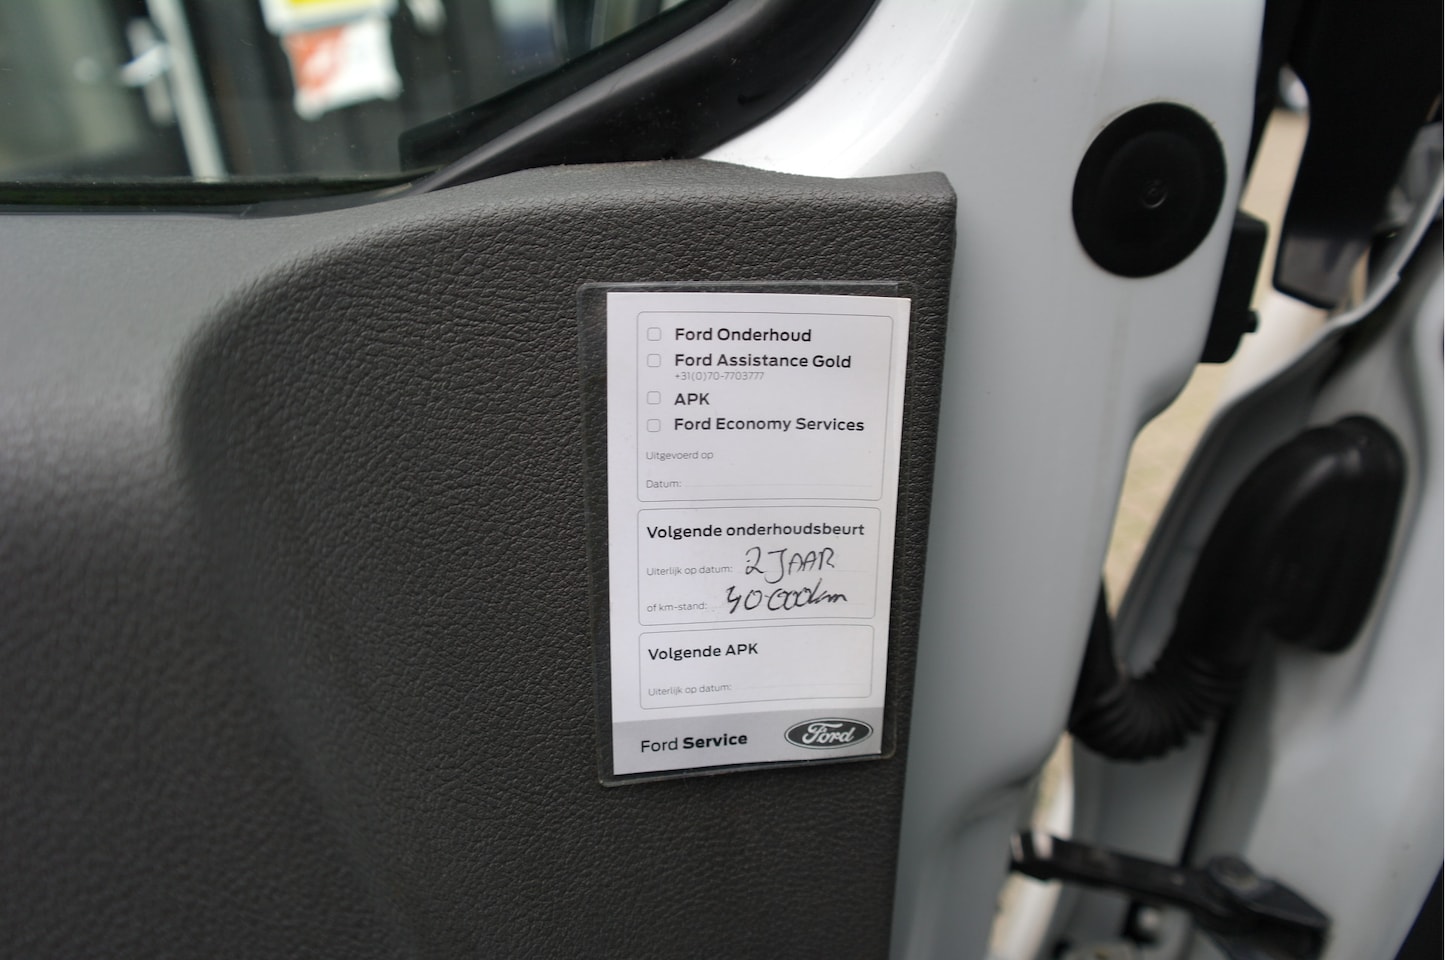 Ford Onderhoud
Ford Assistance Gold
+31(0)70-7703777
APK
Ford Economy Services
Uitgevoerd op
Datum:
Volgende onderhoudsbeurt
Uiterlijk op datum: 2 JAAR
of km-stand: 40.000km
Volgende APK
Uiterlijk op datum:
Ford Service
Ford